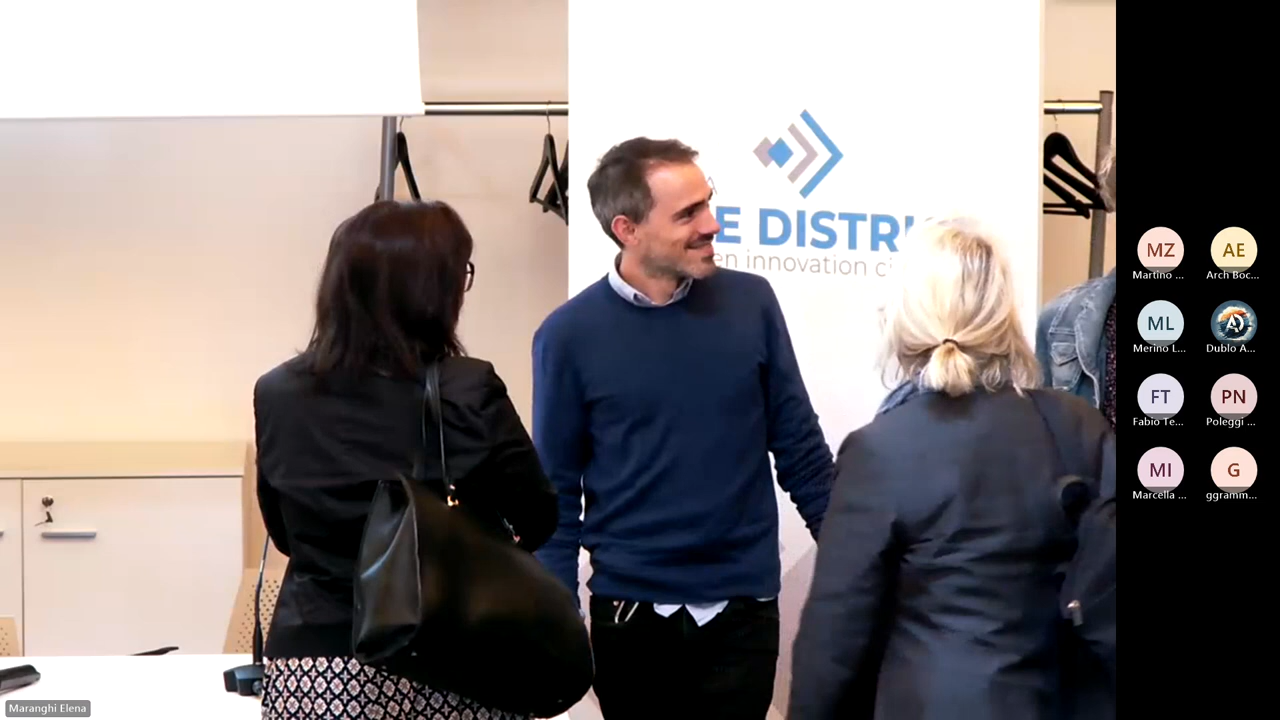 E DISTRI
en innovation ci
MZ
Martino ...
AE
Arch Boc...
ML
Merino L...
Dublo A...
FT
Fabio Te...
PN
Poleggi ...
MI
Marcella ...
G
ggramm...
Maranghi Elena